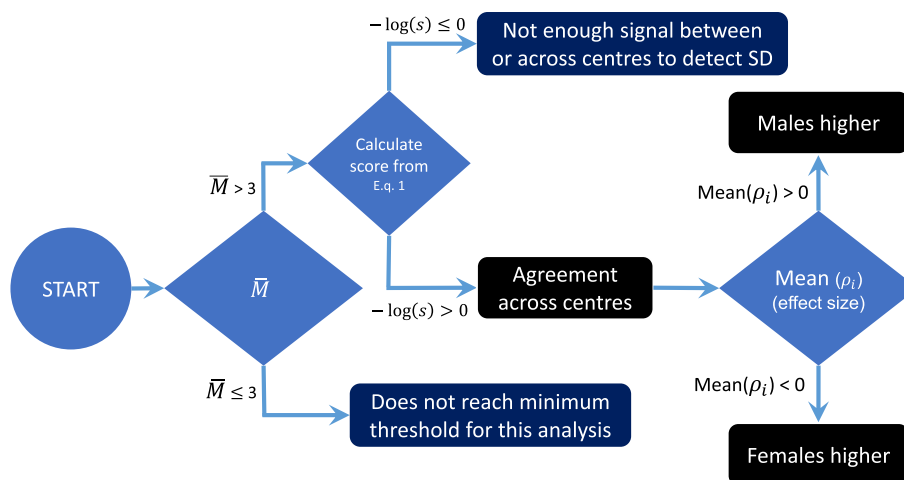 START
M̅
M̅ > 3
M̅ ≤ 3
Calculate
score from
E.q. 1
− log(s) ≤ 0
Not enough signal between
or across centres to detect SD
− log(s) > 0
Agreement
across centres
Does not reach minimum
threshold for this analysis
Mean (ρᵢ)
(effect size)
Mean(ρᵢ) > 0
Males higher
Mean(ρᵢ) < 0
Females higher